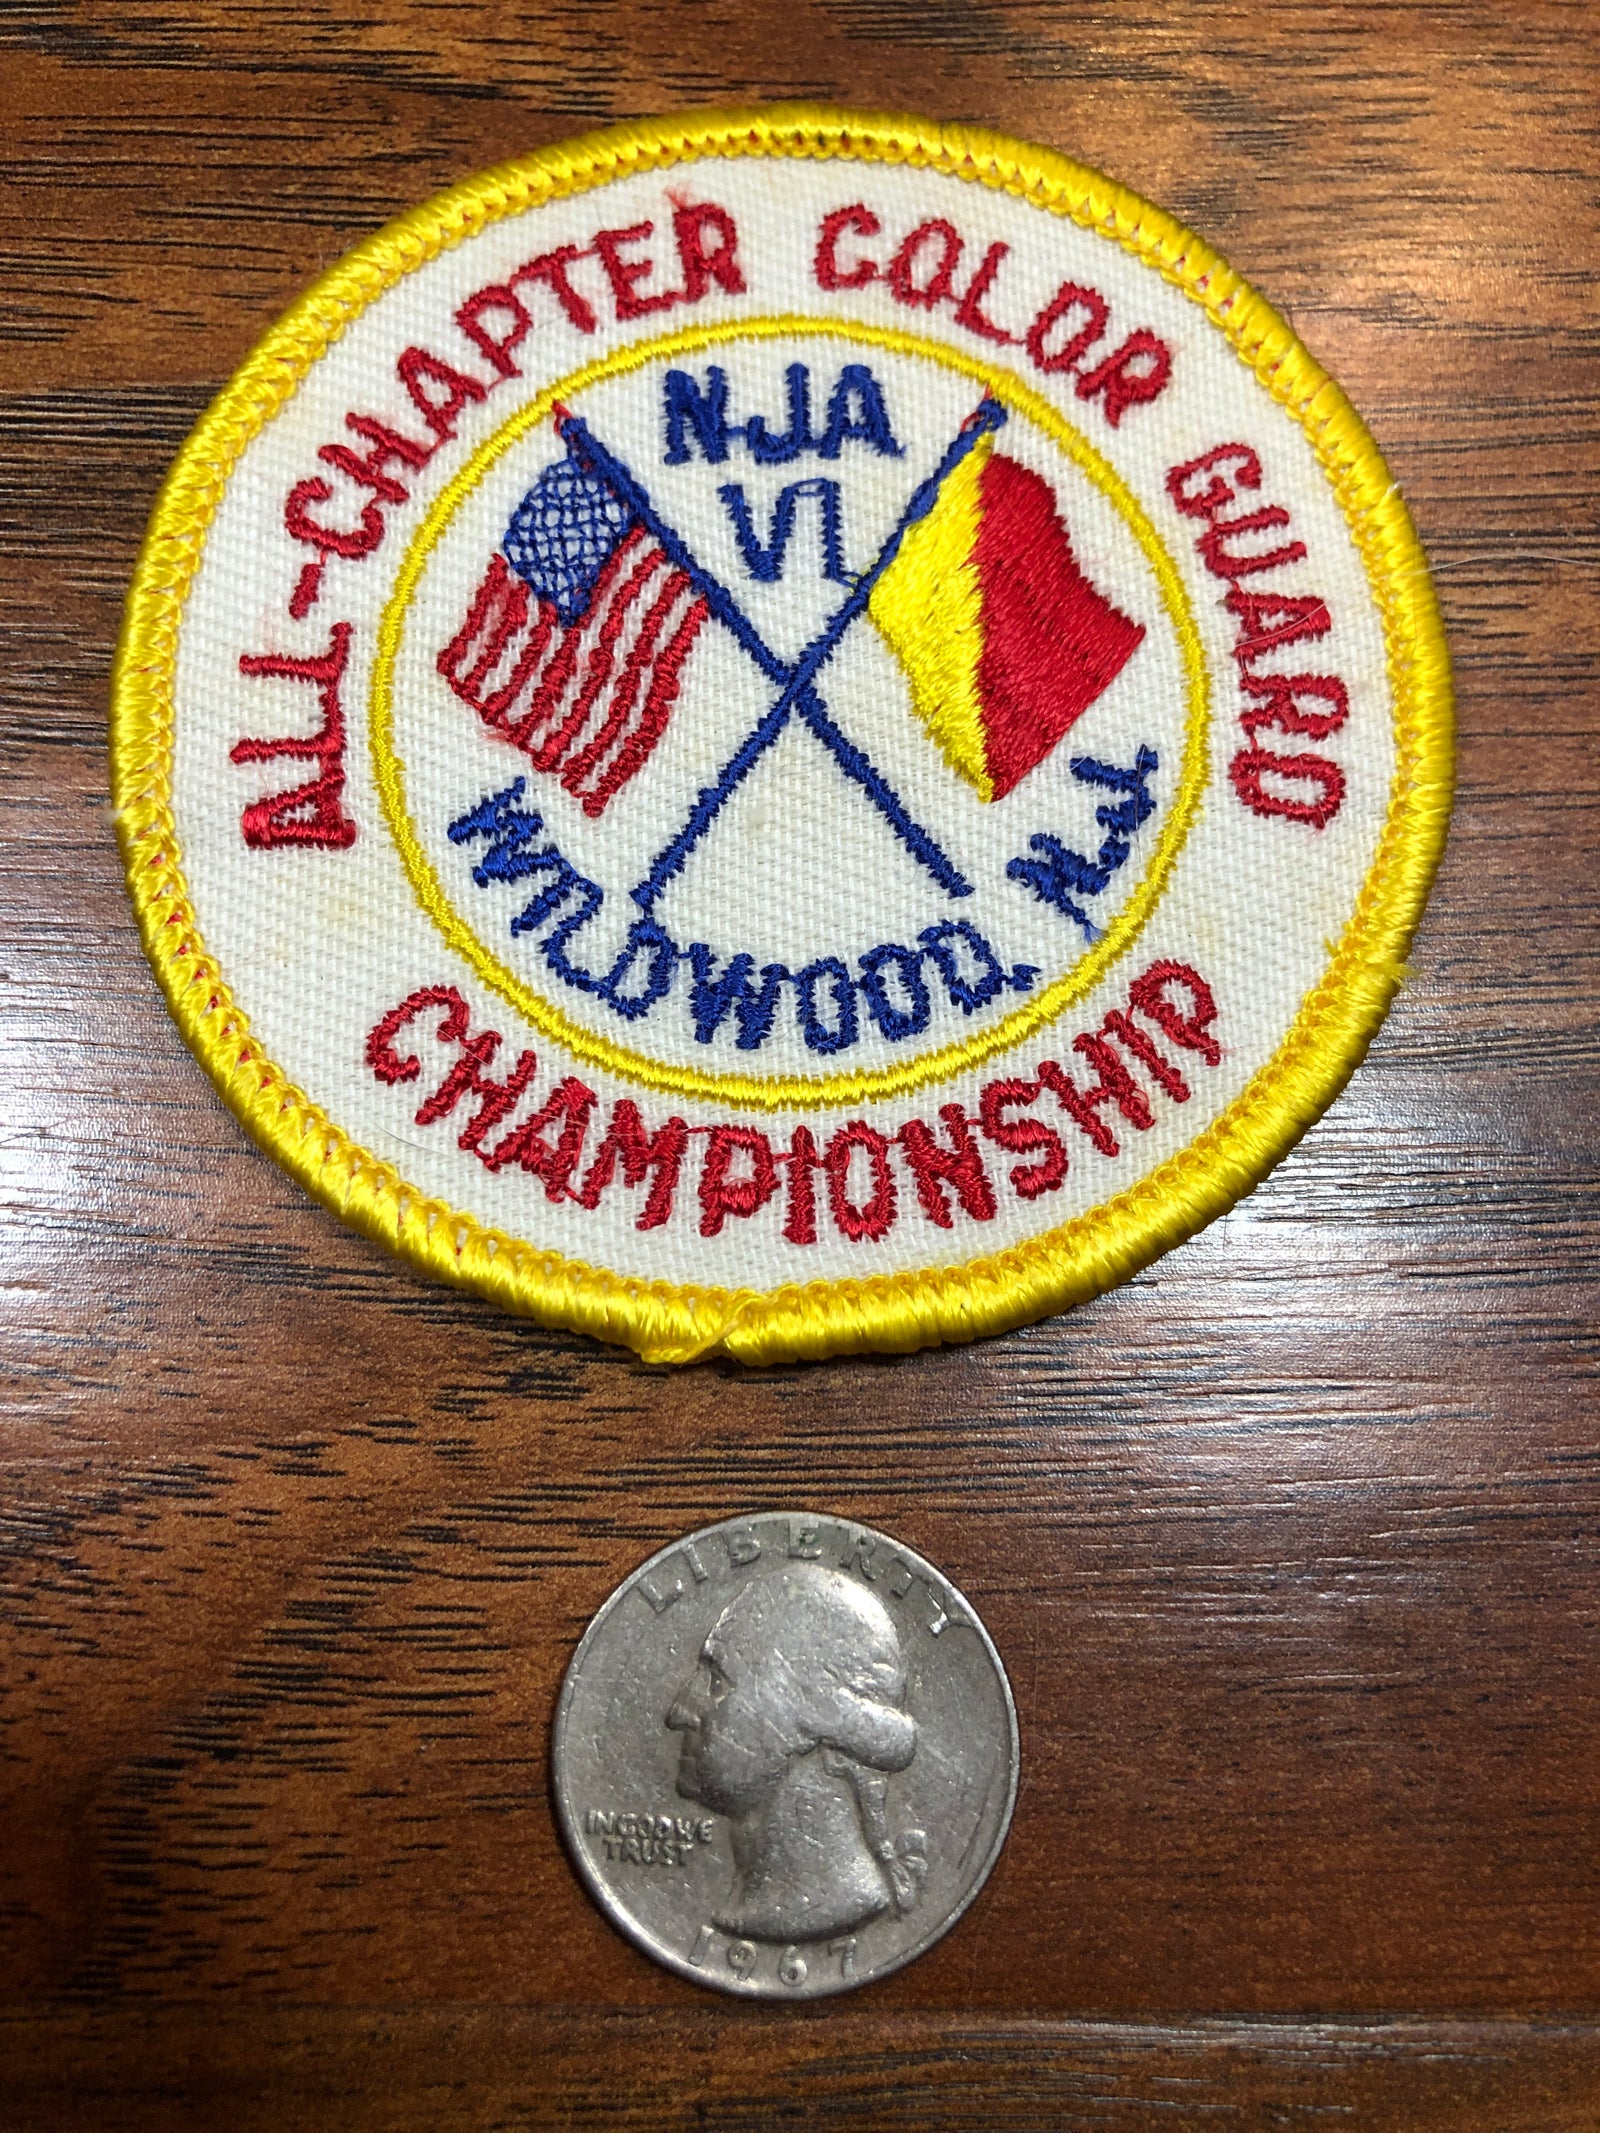 ALL-CHAPTER COLOR GUARD
NJA
VI
WILDWOOD. N.J.
CHAMPIONSHIP
LIBERTY
IN GOD WE
TRUST
1967